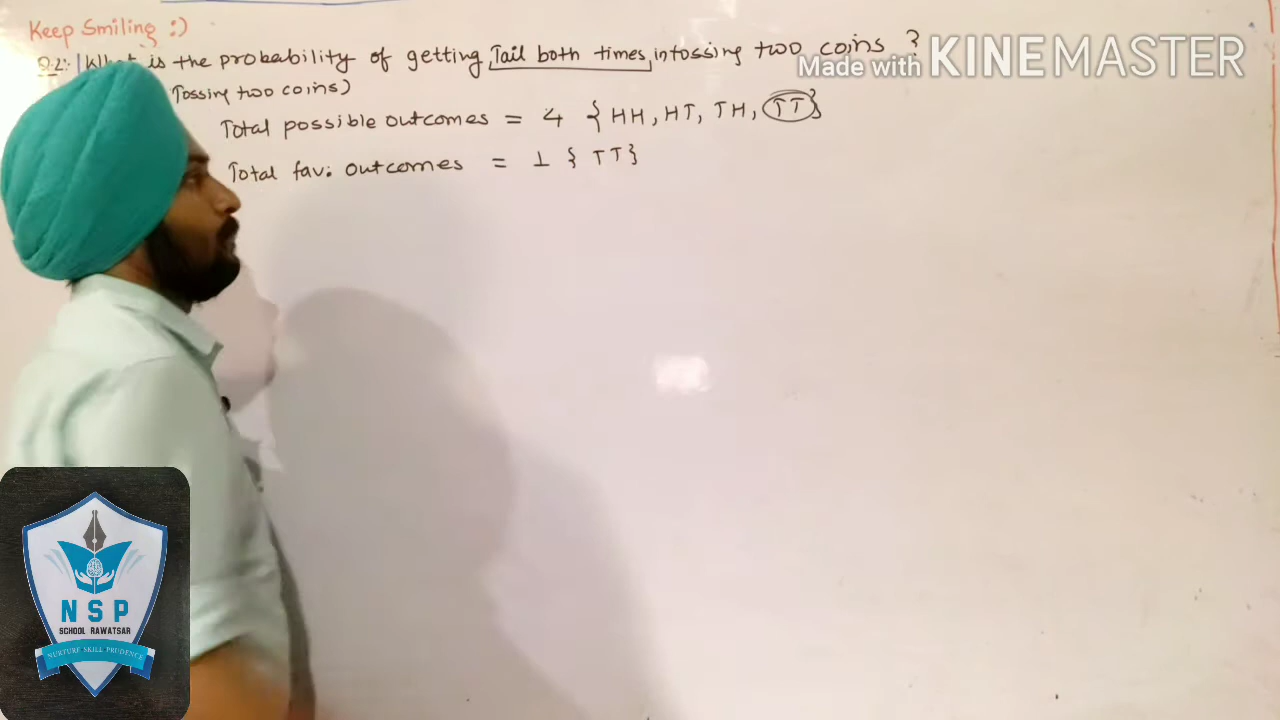 Keep Smiling :)
Q.2:- What is the probability of getting Tail both times, in tossing two coins ?
Made with KINEMASTER
Tossing two coins)
Total possible outcomes = 4 { HH, HT, TH, TT}
Total fav. outcomes = 1 { TT}
NSP
SCHOOL RAWATSAR
NURTURE SKILL PRUDENCE